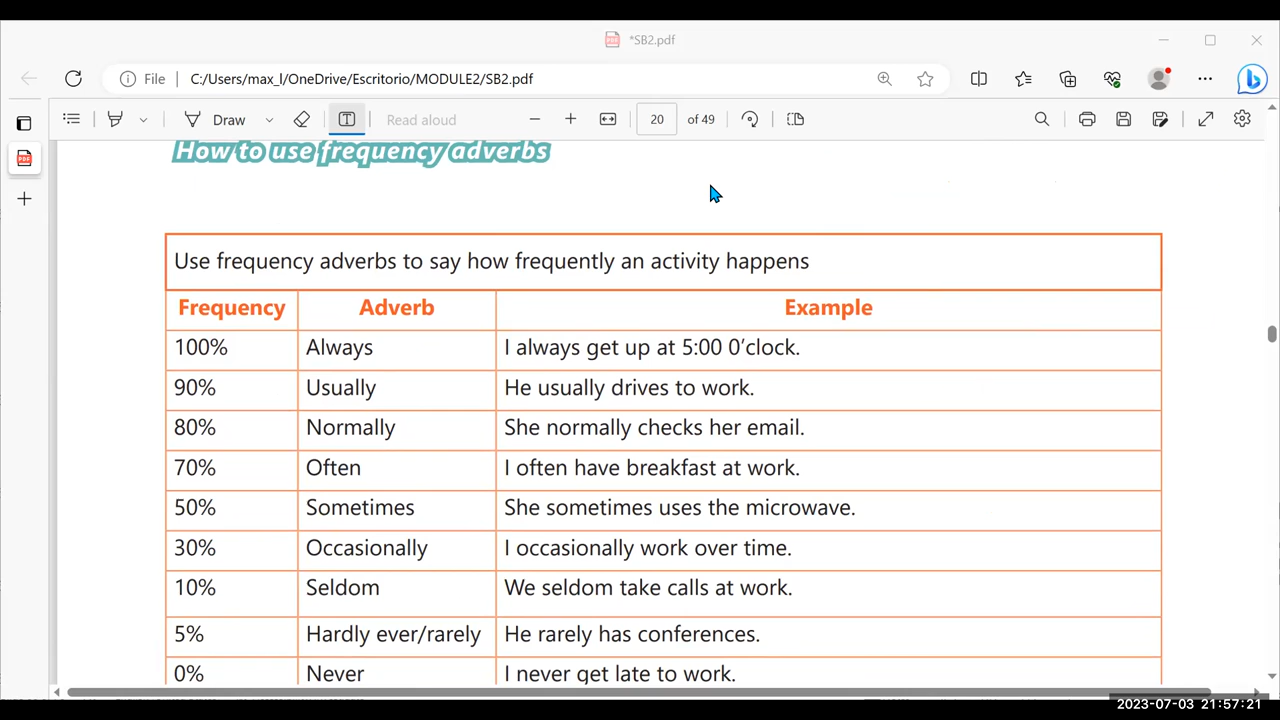 *SB2.pdf
File C:/Users/max_l/OneDrive/Escritorio/MODULE2/SB2.pdf
Draw Read aloud 20 of 49
How to use frequency adverbs
Use frequency adverbs to say how frequently an activity happens
Frequency Adverb Example
100% Always I always get up at 5:00 0’clock.
90% Usually He usually drives to work.
80% Normally She normally checks her email.
70% Often I often have breakfast at work.
50% Sometimes She sometimes uses the microwave.
30% Occasionally I occasionally work over time.
10% Seldom We seldom take calls at work.
5% Hardly ever/rarely He rarely has conferences.
0% Never I never get late to work.
2023-07-03 21:57:21